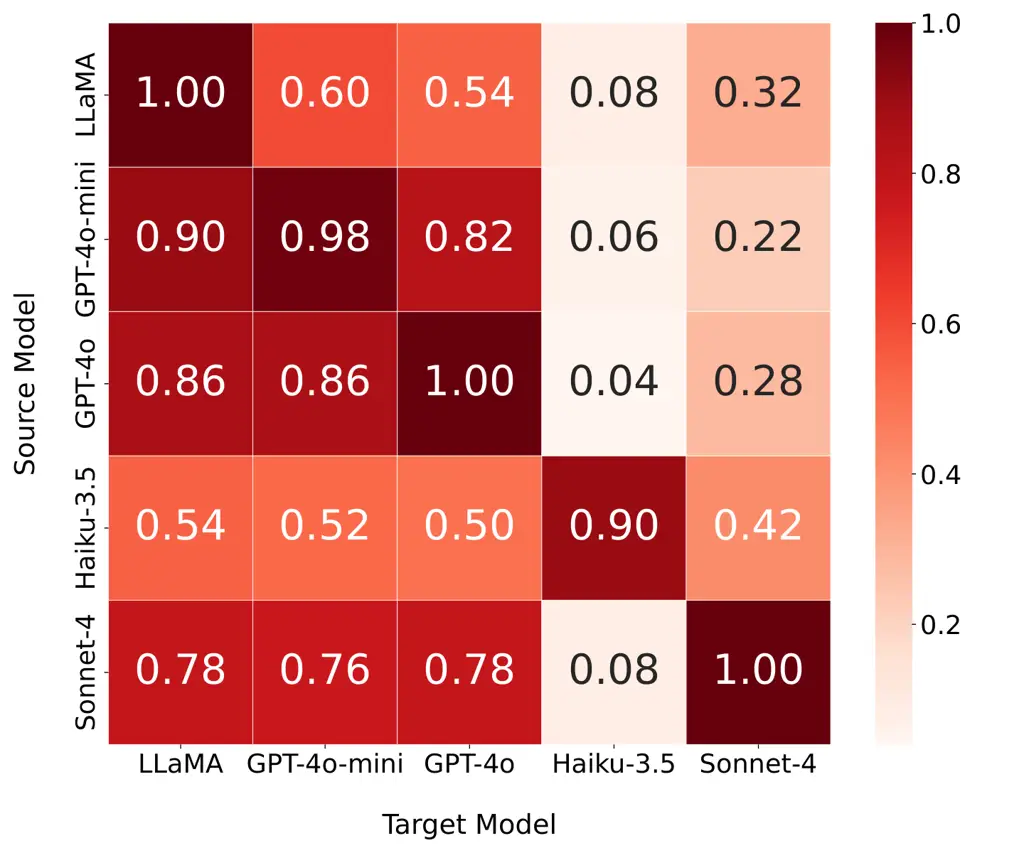 Source Model
LLaMA
1.00 0.60 0.54 0.08 0.32
GPT-4o-mini
0.90 0.98 0.82 0.06 0.22
GPT-4o
0.86 0.86 1.00 0.04 0.28
Haiku-3.5
0.54 0.52 0.50 0.90 0.42
Sonnet-4
0.78 0.76 0.78 0.08 1.00
LLaMA GPT-4o-mini GPT-4o Haiku-3.5 Sonnet-4
Target Model
1.0
0.8
0.6
0.4
0.2